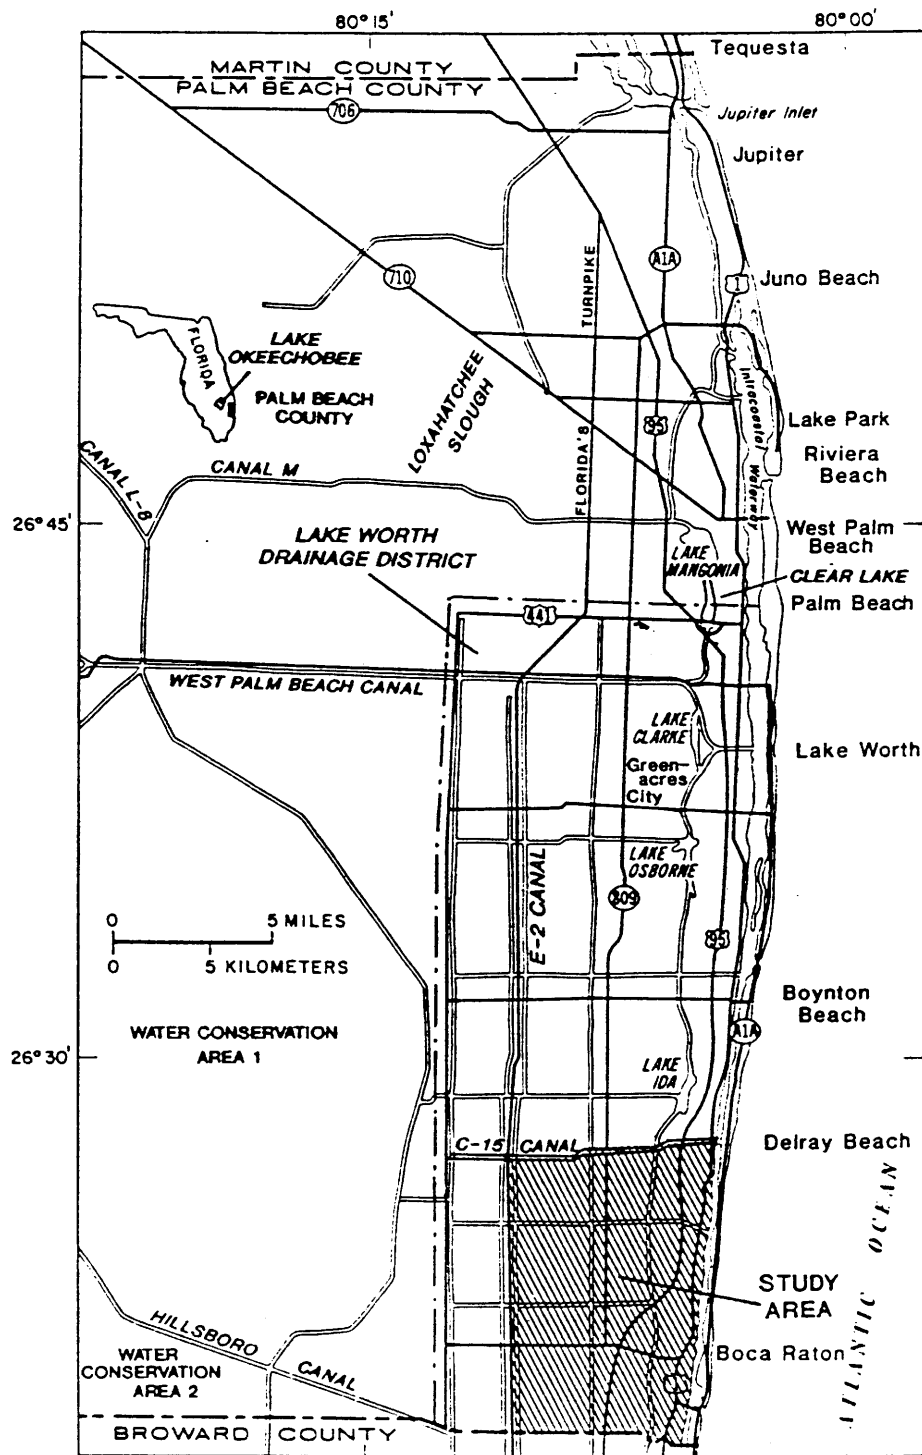 80°15'
80°00'
Tequesta
MARTIN COUNTY
PALM BEACH COUNTY
706
Jupiter Inlet
Jupiter
A1A
TURNPIKE
710
1
Juno Beach
FLORIDA
LAKE
OKEECHOBEE
PALM BEACH
COUNTY
LOXAHATCHEE
SLOUGH
Intracoastal Waterway
Lake Park
95
FLORIDA'S
Riviera
Beach
CANAL L-8
CANAL M
26°45'
West Palm
Beach
LAKE WORTH
DRAINAGE DISTRICT
LAKE
MANGONIA
CLEAR LAKE
Palm Beach
441
WEST PALM BEACH CANAL
LAKE
CLARKE
Lake Worth
Green-
acres
City
LAKE
OSBORNE
E-2 CANAL
809
0 5 MILES
0 5 KILOMETERS
95
Boynton
Beach
A1A
WATER CONSERVATION
AREA 1
26°30'
LAKE
IDA
C-15 CANAL
Delray Beach
ATLANTIC OCEAN
STUDY
AREA
HILLSBORO CANAL
Boca Raton
WATER
CONSERVATION
AREA 2
BROWARD COUNTY